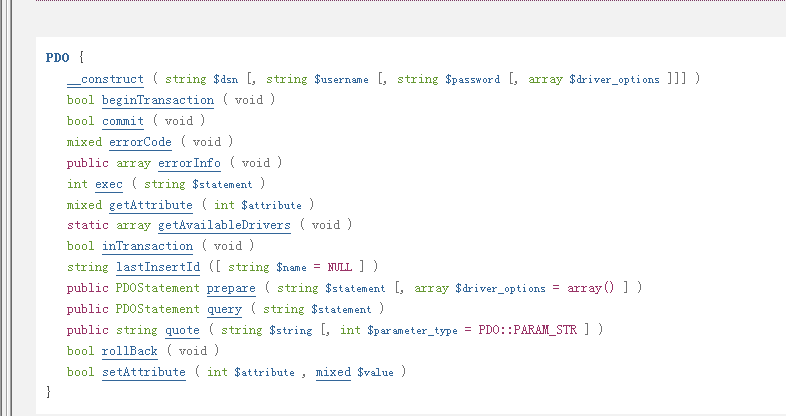 PDO {
__construct ( string $dsn [, string $username [, string $password [, array $driver_options ]]] )
bool beginTransaction ( void )
bool commit ( void )
mixed errorCode ( void )
public array errorInfo ( void )
int exec ( string $statement )
mixed getAttribute ( int $attribute )
static array getAvailableDrivers ( void )
bool inTransaction ( void )
string lastInsertId ([ string $name = NULL ] )
public PDOStatement prepare ( string $statement [, array $driver_options = array() ] )
public PDOStatement query ( string $statement )
public string quote ( string $string [, int $parameter_type = PDO::PARAM_STR ] )
bool rollBack ( void )
bool setAttribute ( int $attribute , mixed $value )
}